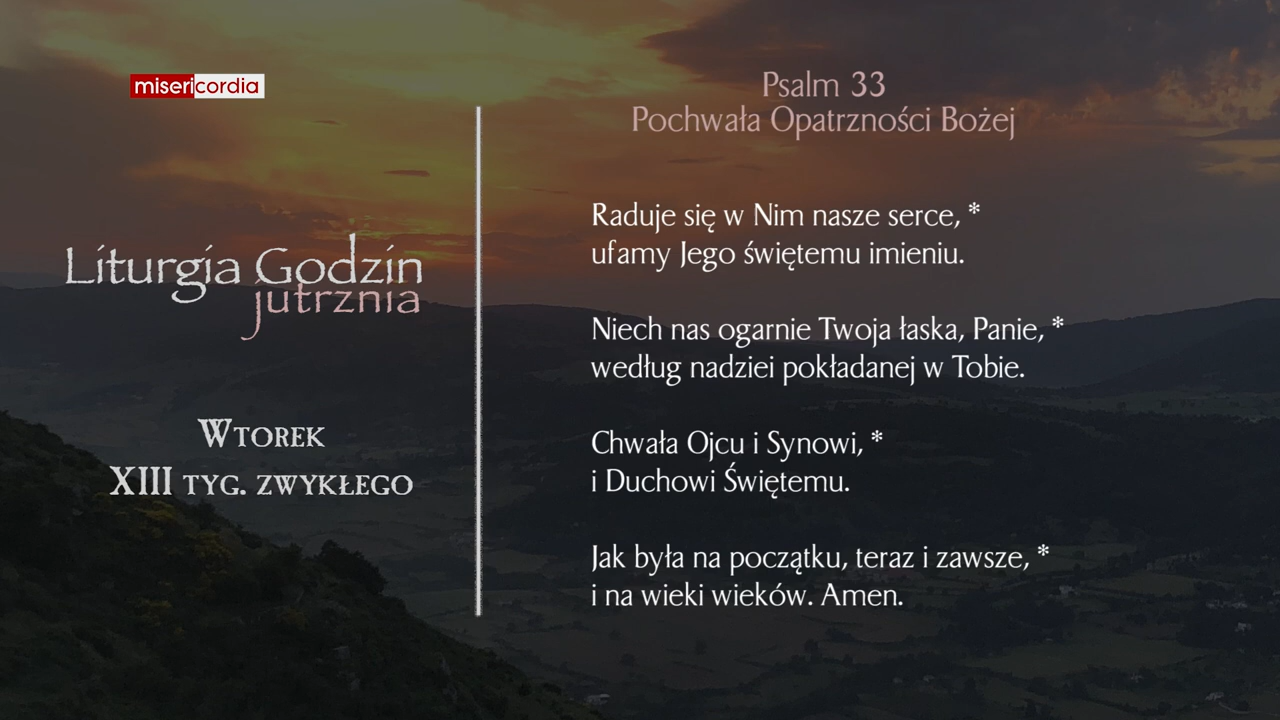 misericordia
Liturgia Godzin
jutrznia
Wtorek
XIII tyg. zwykłego
Psalm 33
Pochwała Opatrzności Bożej
Raduje się w Nim nasze serce, *
ufamy Jego świętemu imieniu.
Niech nas ogarnie Twoja łaska, Panie, *
według nadziei pokładanej w Tobie.
Chwała Ojcu i Synowi, *
i Duchowi Świętemu.
Jak była na początku, teraz i zawsze, *
i na wieki wieków. Amen.